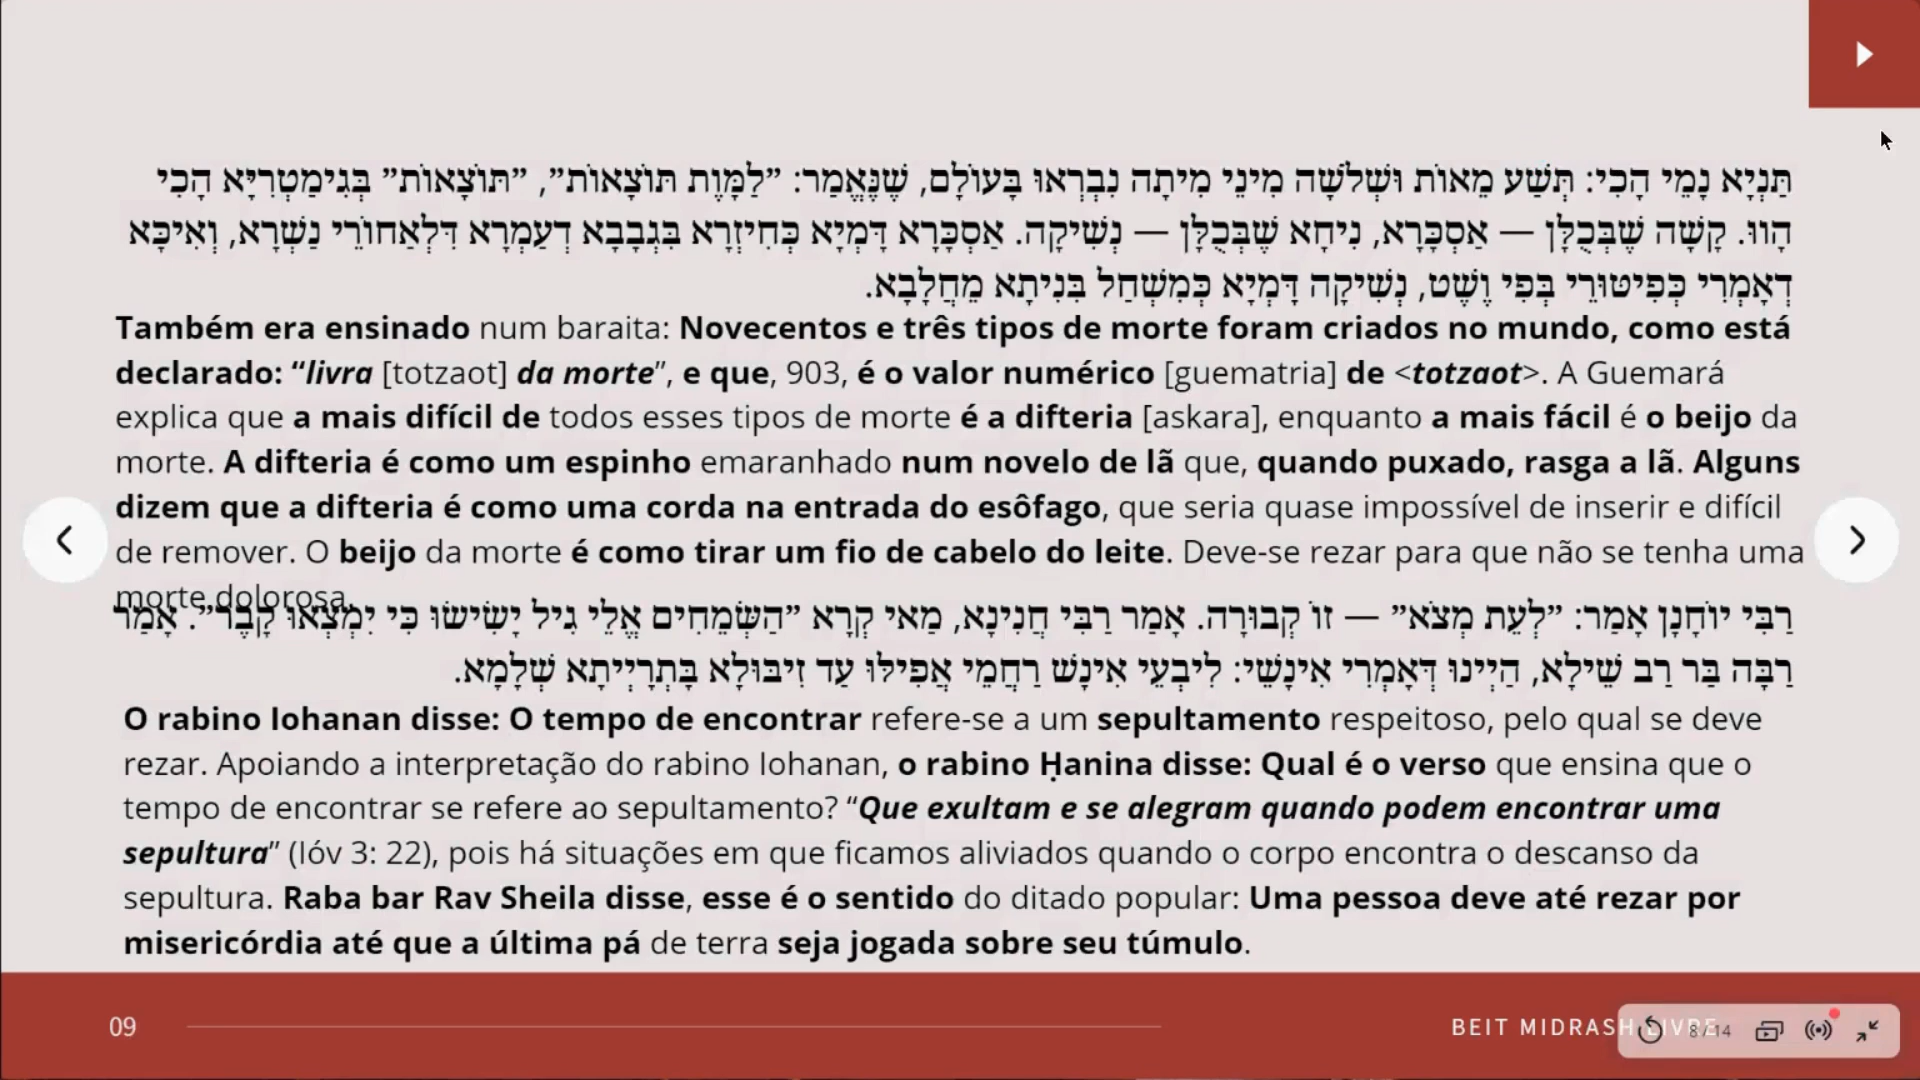 תַּנְיָא נָמֵי הָכִי: תְּשַׁע מֵאוֹת וּשְׁלֹשָׁה מִינֵי מִיתָה נִבְרְאוּ בָּעוֹלָם, שֶׁנֶּאֱמַר: ״לַמָּוֶת תּוֹצָאוֹת״, ״תּוֹצָאוֹת״ בְּגִימַטְרִיָּא הָכִי
הָווּ. קָשָׁה שֶׁבְּכֻלָּן — אַסְכָּרָא, נִיחָא שֶׁבְּכֻלָּן — נְשִׁיקָה. אַסְכָּרָא דָּמְיָא כְּחִיזְרָא בִּגְבָבָא דְעַמְרָא דִּלְאַחוֹרֵי נַשְׁרָא, וְאִיכָּא
דְאָמְרִי כְּפִיטוּרֵי בְּפִי וֶשֶׁט, נְשִׁיקָה דָּמְיָא כְּמִשְׁחַל בִּנִיתָא מֵחֲלָבָא.
Também era ensinado num baraita: Novecentos e três tipos de morte foram criados no mundo, como está
declarado: “livra [totzaot] da morte”, e que, 903, é o valor numérico [guematria] de <totzaot>. A Guemará
explica que a mais difícil de todos esses tipos de morte é a difteria [askara], enquanto a mais fácil é o beijo da
morte. A difteria é como um espinho emaranhado num novelo de lã que, quando puxado, rasga a lã. Alguns
dizem que a difteria é como uma corda na entrada do esôfago, que seria quase impossível de inserir e difícil
de remover. O beijo da morte é como tirar um fio de cabelo do leite. Deve-se rezar para que não se tenha uma
morte dolorosa.
רַבִּי יוֹחָנָן אָמַר: ״לְעֵת מְצֹא״ — זוֹ קְבוּרָה. אָמַר רַבִּי חֲנִינָא, מַאי קְרָא ״הַשְּׂמֵחִים אֱלֵי גִיל יָשִׂישׂוּ כִּי יִמְצְאוּ קָבֶר״. אָמַר
רַבָּה בַּר רַב שֵׁילָא, הַיְינוּ דְּאָמְרִי אִינָשֵׁי: לִיבְעֵי אִינָשׁ רַחֲמֵי אֲפִילּוּ עַד זִיבּוּלָא בָּתְרָיְיתָא שְׁלָמָא.
O rabino Iohanan disse: O tempo de encontrar refere-se a um sepultamento respeitoso, pelo qual se deve
rezar. Apoiando a interpretação do rabino Iohanan, o rabino Ḥanina disse: Qual é o verso que ensina que o
tempo de encontrar se refere ao sepultamento? “Que exultam e se alegram quando podem encontrar uma
sepultura” (Ióv 3: 22), pois há situações em que ficamos aliviados quando o corpo encontra o descanso da
sepultura. Raba bar Rav Sheila disse, esse é o sentido do ditado popular: Uma pessoa deve até rezar por
misericórdia até que a última pá de terra seja jogada sobre seu túmulo.
09
BEIT MIDRASH LIVRE
8 / 14